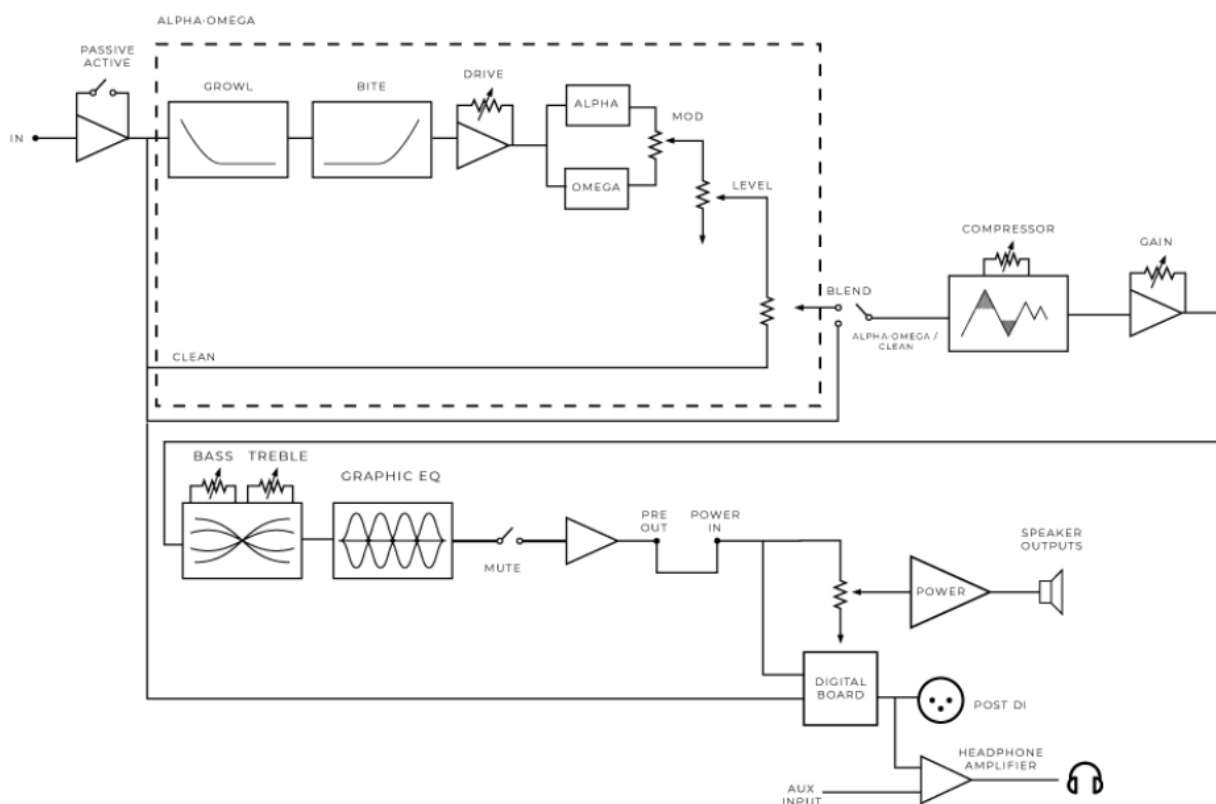 ALPHA·OMEGA
PASSIVE
ACTIVE
GROWL
BITE
DRIVE
ALPHA
MOD
IN
OMEGA
LEVEL
COMPRESSOR
GAIN
BLEND
ALPHA-OMEGA /
CLEAN
CLEAN
BASS
TREBLE
GRAPHIC EQ
PRE
OUT
POWER
IN
SPEAKER
OUTPUTS
MUTE
POWER
DIGITAL
BOARD
POST DI
HEADPHONE
AMPLIFIER
AUX
INPUT